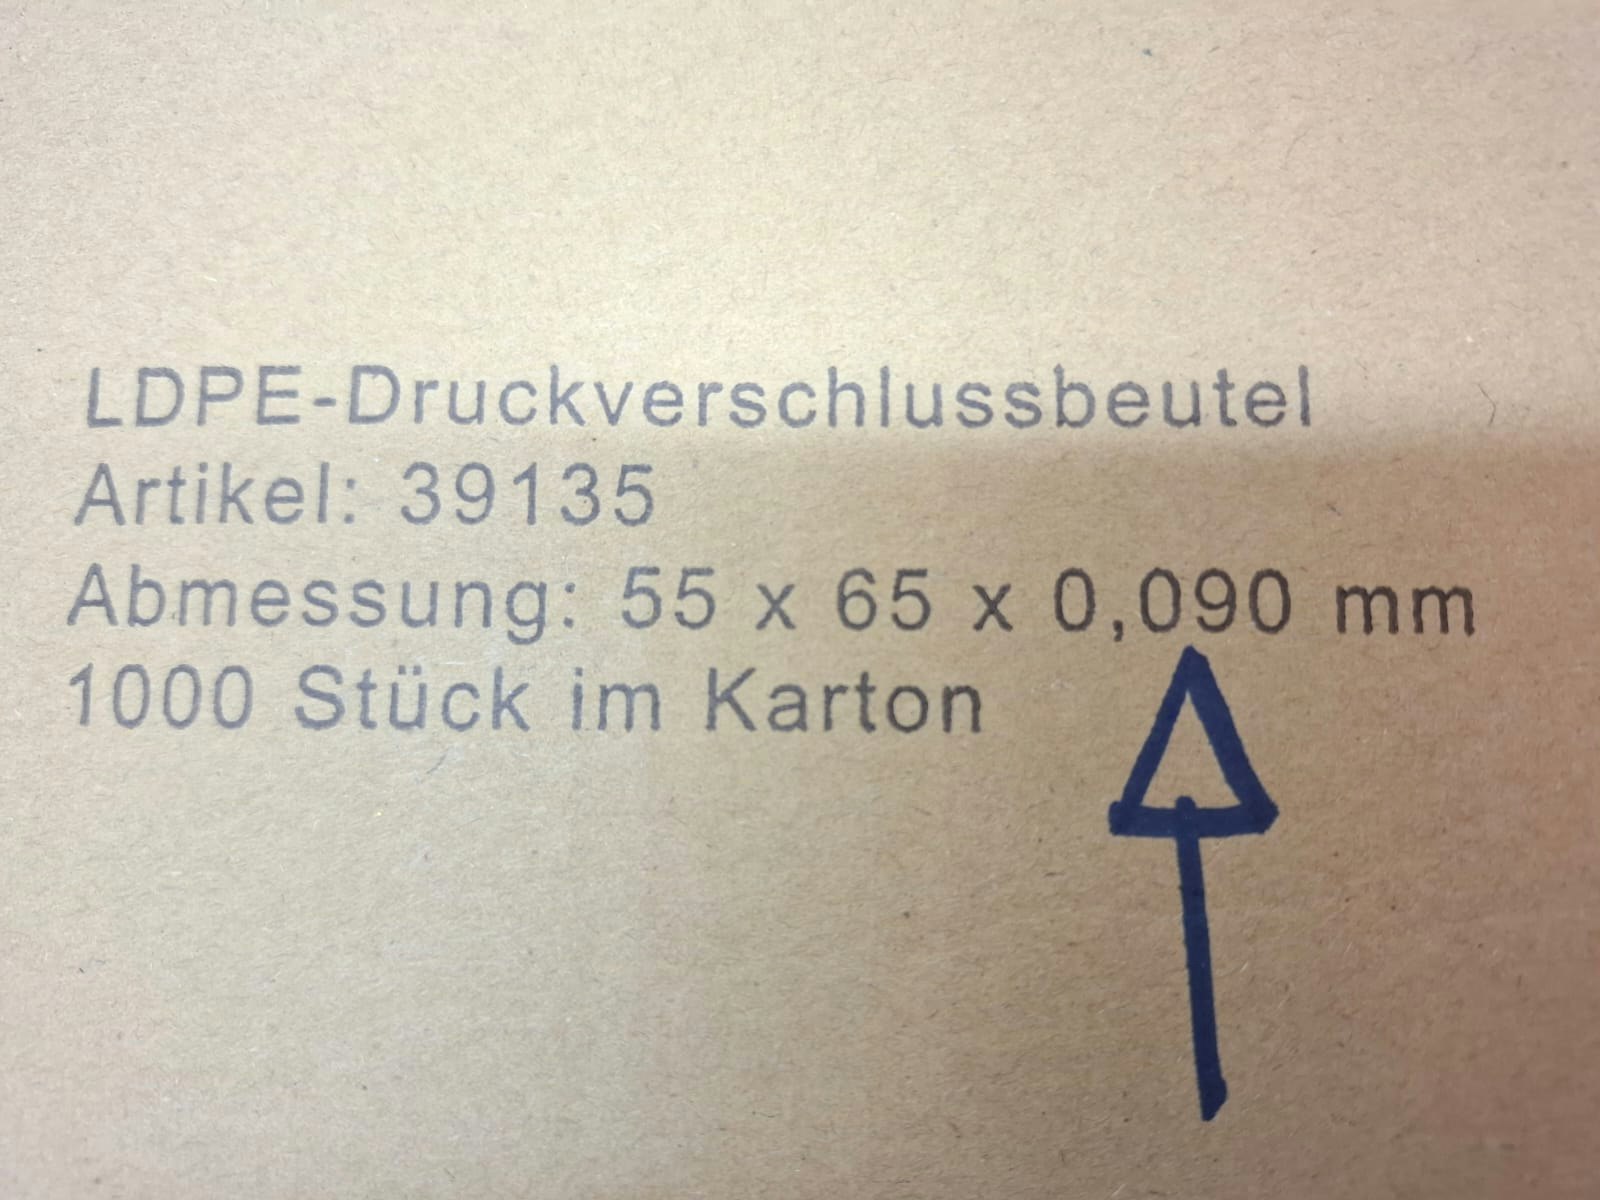 LDPE-Druckverschlussbeutel
Artikel: 39135
Abmessung: 55 x 65 x 0,090 mm
1000 Stück im Karton